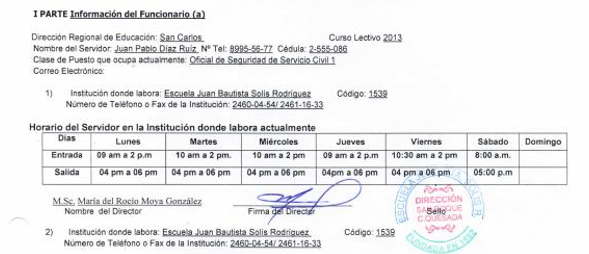 I PARTE Información del Funcionario (a)
Dirección Regional de Educación: San Carlos Curso Lectivo 2013
Nombre del Servidor: Juan Pablo Díaz Ruiz Nº Tel: 8995-56-77 Cédula: 2-555-086
Clase de Puesto que ocupa actualmente: Oficial de Seguridad de Servicio Civil 1
Correo Electrónico:
1) Institución donde labora: Escuela Juan Bautista Solís Rodríguez Código: 1539
Número de Teléfono o Fax de la Institución: 2460-04-54/ 2461-16-33
Horario del Servidor en la Institución donde labora actualmente
Días Lunes Martes Miércoles Jueves Viernes Sábado Domingo
Entrada 09 am a 2 p.m 10 am a 2 pm. 10 am a 2 pm 09 am a 2 pm 10:30 am a 2 pm 8:00 a.m.
Salida 04 pm a 06 pm 04 pm a 06 pm 04 pm a 06 pm 04pm a 06 pm 04 pm a 06 pm 05:00 p.m
M.Sc. María del Rocío Moya González
Nombre del Director Firma del Director Sello
ESCUELA
DIRECCIÓN
SAN ROQUE
C.QUESADA
FUNDADA EN
2) Institución donde labora: Escuela Juan Bautista Solís Rodríguez Código: 1539
Número de Teléfono o Fax de la Institución: 2460-04-54/ 2461-16-33